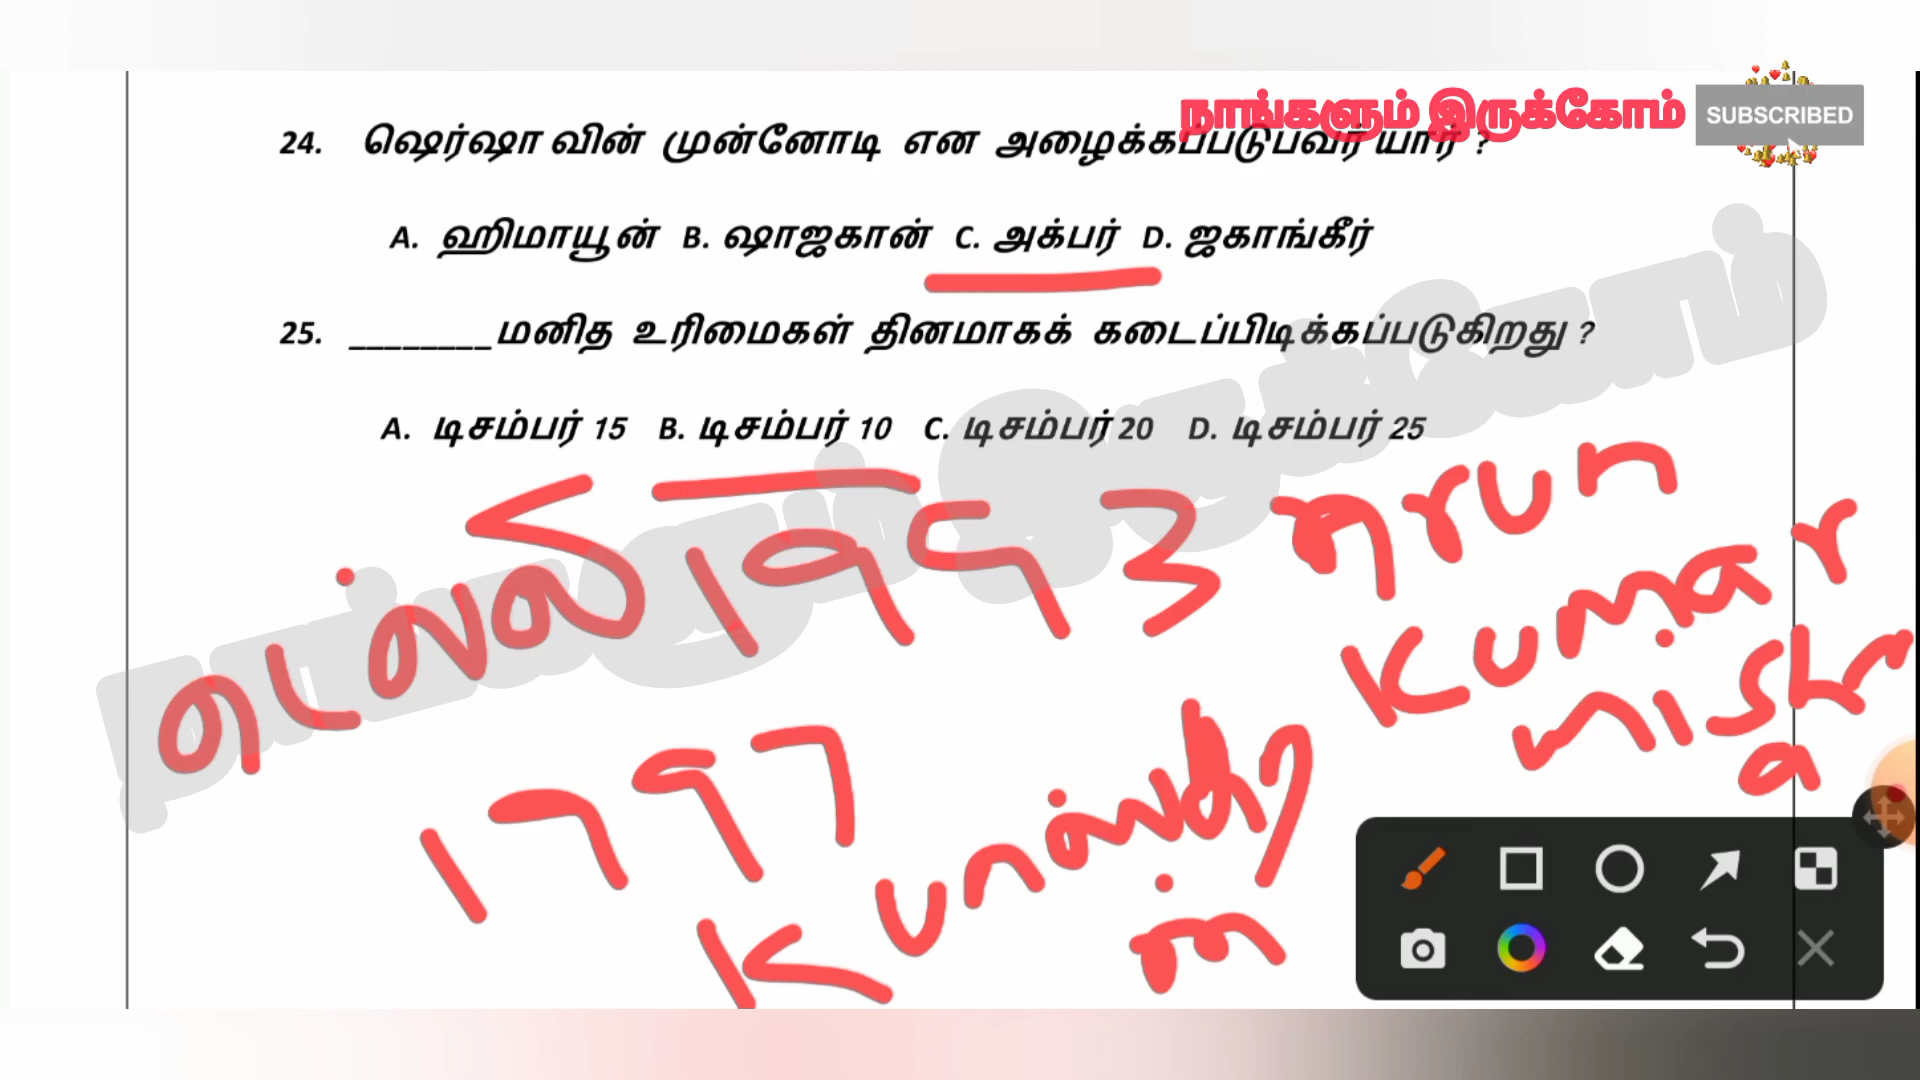 நாங்களும் இருக்கோம்
SUBSCRIBED
24. ஷெர்ஷா வின் முன்னோடி என அழைக்கப்படுபவர் யார் ?
A. ஹிமாயூன் B. ஷாஜகான் C. அக்பர் D. ஜகாங்கீர்
25. ________மனித உரிமைகள் தினமாகக் கடைப்பிடிக்கப்படுகிறது ?
A. டிசம்பர் 15 B. டிசம்பர் 10 C. டிசம்பர் 20 D. டிசம்பர் 25
டெல்லி 1993 arun
kumar
misra
1997